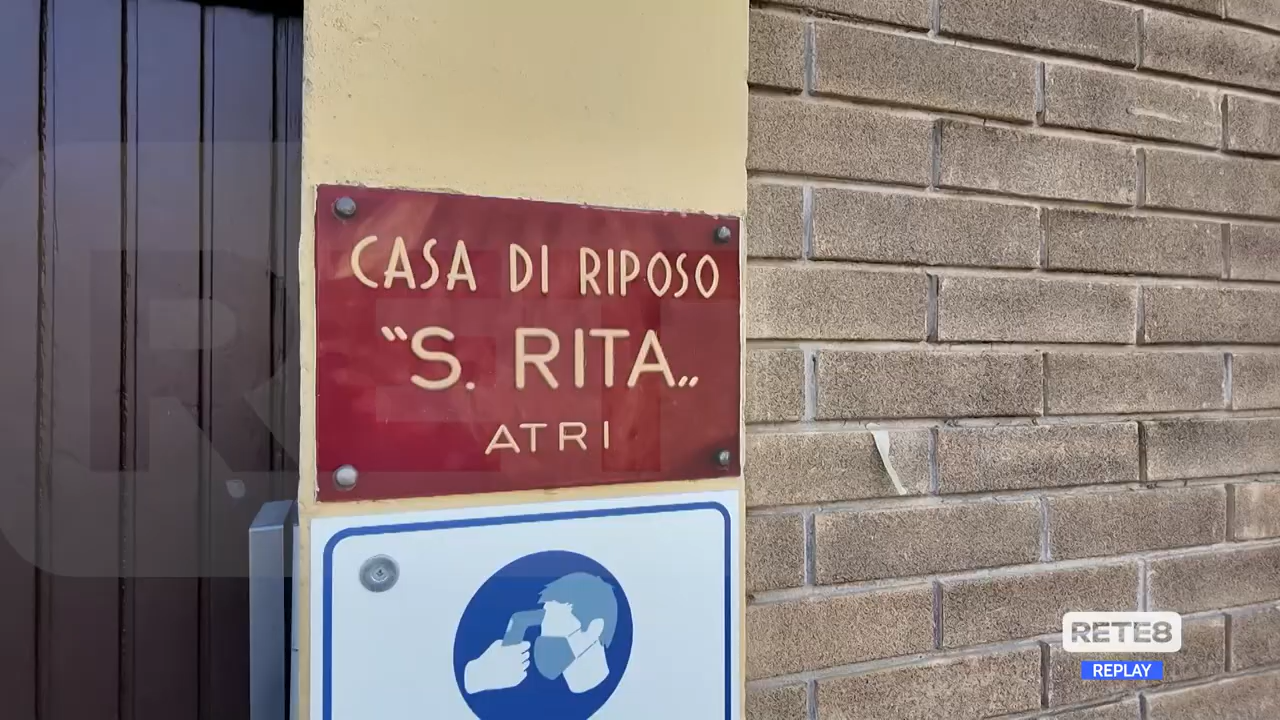 CASA DI RIPOSO
“S. RITA„
ATRI
RETE8
REPLAY